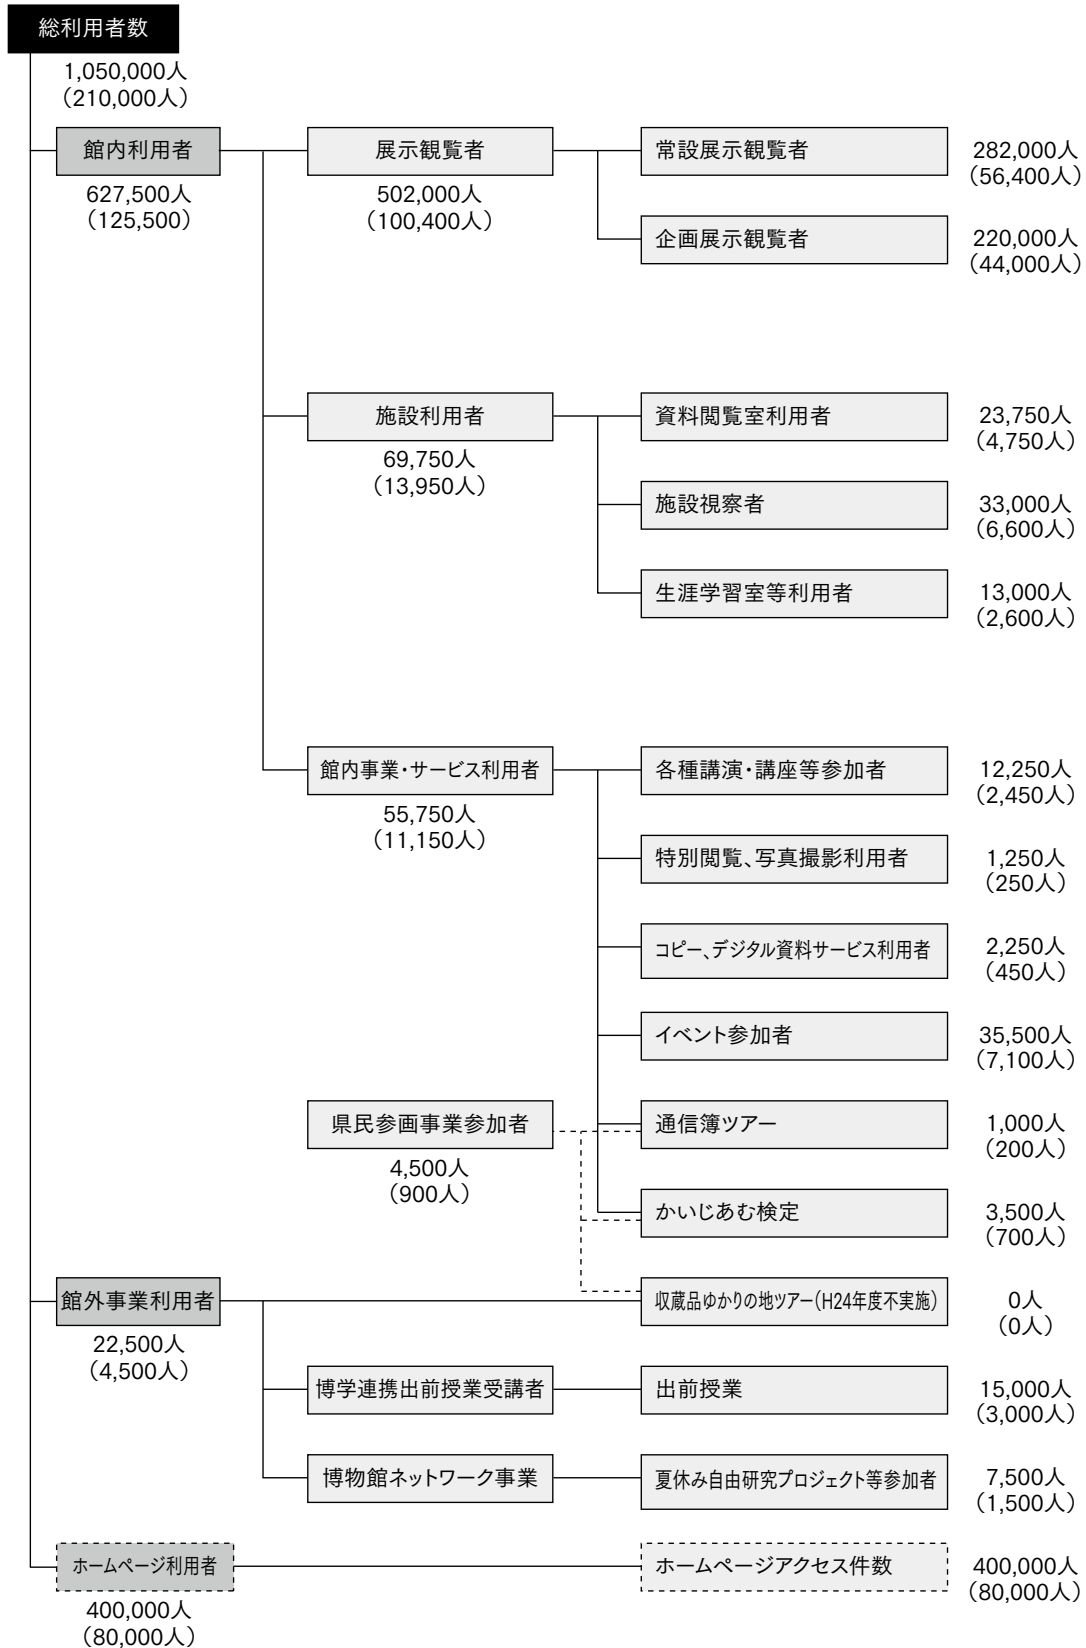 総利用者数
1,050,000人
(210,000人)
館内利用者
627,500人
(125,500)
展示観覧者
502,000人
(100,400人)
常設展示観覧者
282,000人
(56,400人)
企画展示観覧者
220,000人
(44,000人)
施設利用者
69,750人
(13,950人)
資料閲覧室利用者
23,750人
(4,750人)
施設視察者
33,000人
(6,600人)
生涯学習室等利用者
13,000人
(2,600人)
館内事業・サービス利用者
55,750人
(11,150人)
各種講演・講座等参加者
12,250人
(2,450人)
特別閲覧、写真撮影利用者
1,250人
(250人)
コピー、デジタル資料サービス利用者
2,250人
(450人)
イベント参加者
35,500人
(7,100人)
県民参画事業参加者
4,500人
(900人)
通信簿ツアー
1,000人
(200人)
かいじあむ検定
3,500人
(700人)
館外事業利用者
22,500人
(4,500人)
収蔵品ゆかりの地ツアー(H24年度不実施)
0人
(0人)
博学連携出前授業受講者
出前授業
15,000人
(3,000人)
博物館ネットワーク事業
夏休み自由研究プロジェクト等参加者
7,500人
(1,500人)
ホームページ利用者
400,000人
(80,000人)
ホームページアクセス件数
400,000人
(80,000人)